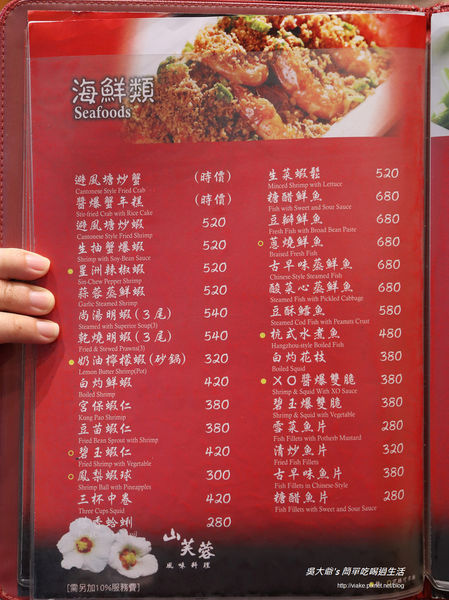 海鮮類
Seafoods
避風塘炒蟹 (時價)
Cantonese Style Fried Crab
醬爆蟹年糕 (時價)
Stir-fried Crab with Rice Cake
避風塘炒蝦 520
Cantonese Style Fried Shrimp
生抽蟹爆蝦 520
Shrimp with Soy-Bean Sauce
星洲辣椒蝦 520
Sin-Chew Pepper Shrimp
蒜蓉蒸鮮蝦 520
Garlic Steamed Shrimp
尚湯明蝦(3尾) 540
Steamed with Superior Soup(3)
乾燒明蝦(3尾) 540
Fried & Stewed Prawns(3)
奶油檸檬蝦(砂鍋) 320
Lemon Butter Shrimp(Pot)
白灼鮮蝦 420
Boiled Shrimp
宮保蝦仁 380
Kung Pao Shrimp
豆苗蝦仁 380
Fried Bean Sprout with Shrimp
碧玉蝦仁 420
Fried Shrimp with Vegetable
鳳梨蝦球 300
Shrimp Ball with Pineapples
三杯中卷 420
Three Cups Squid
香蛤蜊 280
生菜蝦鬆 520
Minced Shrimp with Lettuce
糖醋鮮魚 680
Fish with Sweet and Sour Sauce
豆瓣鮮魚 680
Fresh Fish with Broad Bean Paste
蔥燒鮮魚 680
Braised Fresh Fish
古早味蒸鮮魚 680
Chinese-Style Steamed Fish
酸菜心蒸鮮魚 680
Steamed Fish with Pickled Cabbage
豆酥鱈魚 580
Steamed Cod Fish with Peanuts Crust
杭式水煮魚 480
Hangzhou-style Boiled Fish
白灼花枝 380
Boiled Squid
XO醬爆雙脆 380
Shrimp & Squid With XO Sauce
碧玉爆雙脆 380
Shrimp & Squid with Vegetable
雪菜魚片 280
Fish Fillets with Potherb Mustard
清炒魚片 320
Fried Fish Fillets
古早味魚片 380
Fish Fillets in Chinese-Style
糖醋魚片 280
Fish Fillets with Sweet and Sour Sauce
山芙蓉
風味料理
[需另加10%服務費]
吳大爺's 簡單吃喝過生活
http://viake.pixnet.net/blog